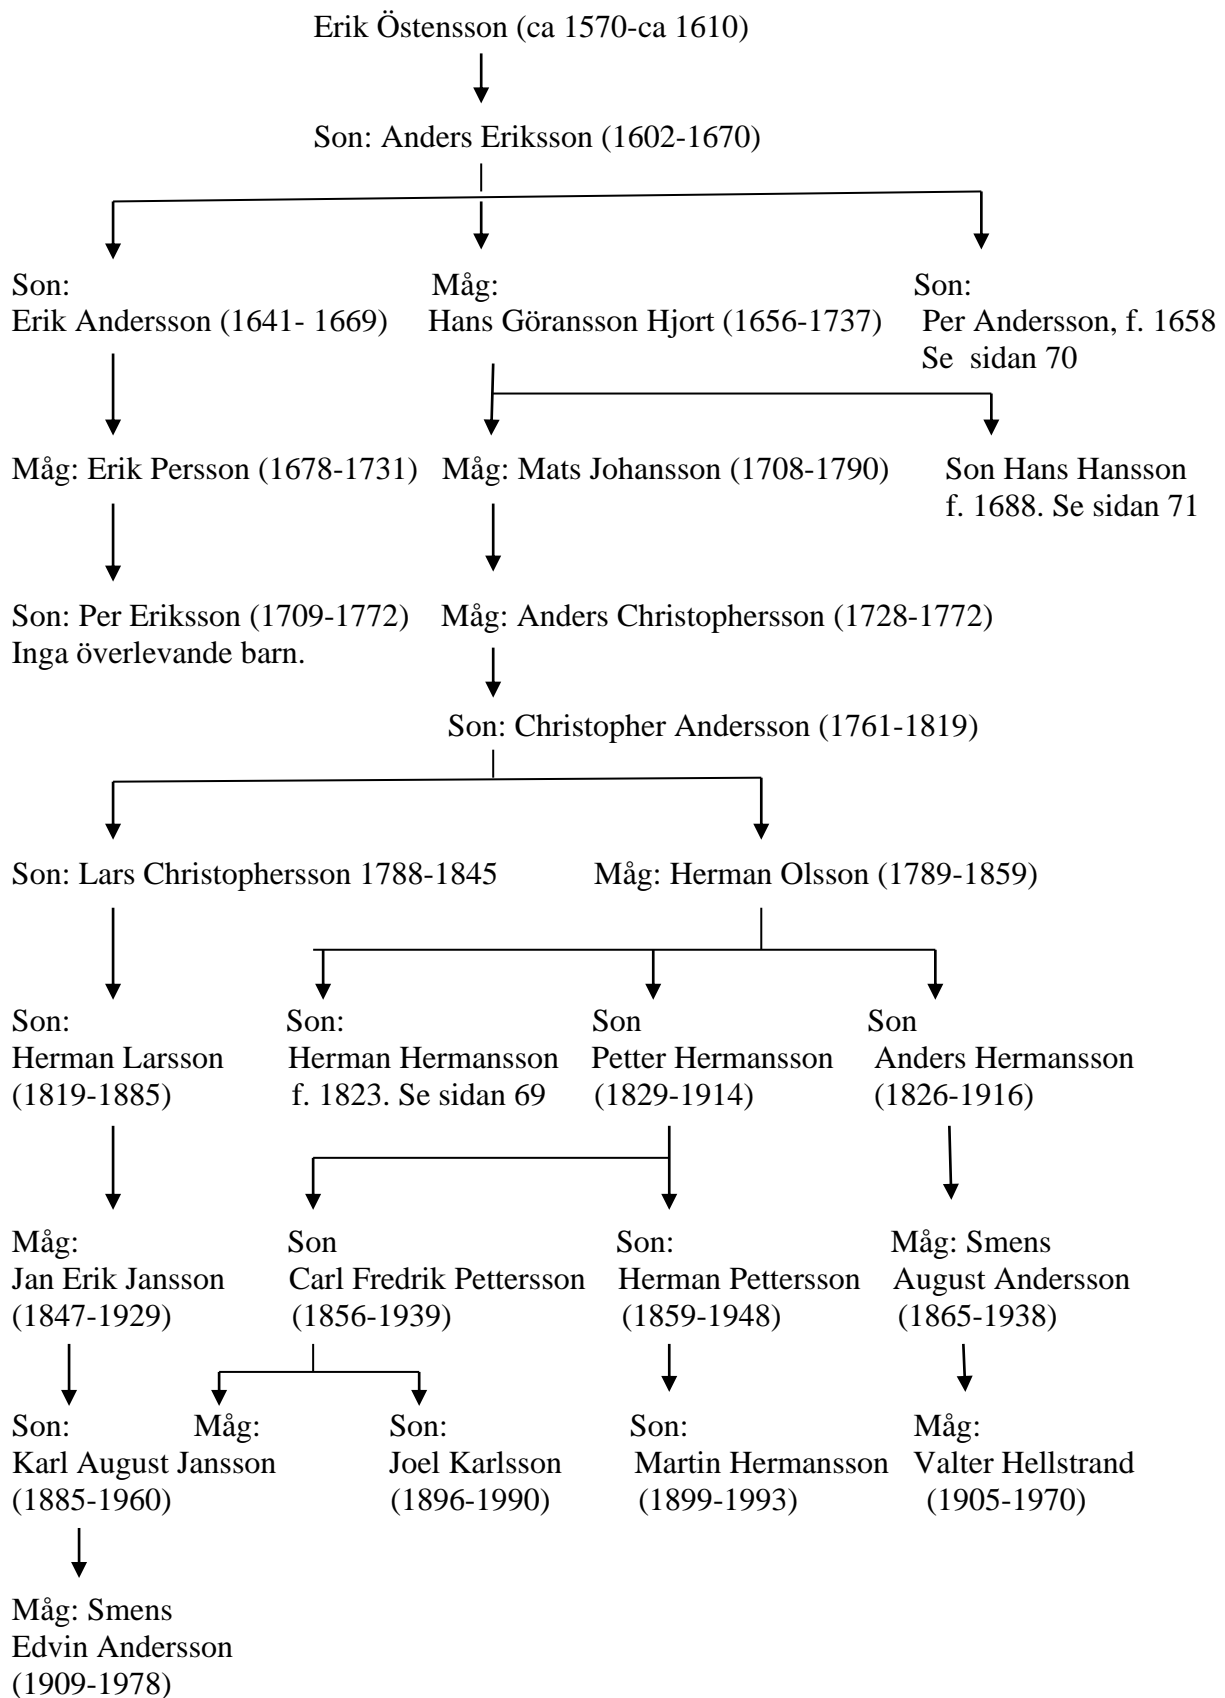 Erik Östensson (ca 1570-ca 1610)
Son: Anders Eriksson (1602-1670)
Son:
Erik Andersson (1641- 1669)
Måg:
Hans Göransson Hjort (1656-1737)
Son:
Per Andersson, f. 1658
Se sidan 70
Måg: Erik Persson (1678-1731)
Måg: Mats Johansson (1708-1790)
Son Hans Hansson
f. 1688. Se sidan 71
Son: Per Eriksson (1709-1772)
Inga överlevande barn.
Måg: Anders Christophersson (1728-1772)
Son: Christopher Andersson (1761-1819)
Son: Lars Christophersson 1788-1845
Måg: Herman Olsson (1789-1859)
Son:
Herman Larsson
(1819-1885)
Son:
Herman Hermansson
f. 1823. Se sidan 69
Son
Petter Hermansson
(1829-1914)
Son
Anders Hermansson
(1826-1916)
Måg:
Jan Erik Jansson
(1847-1929)
Son
Carl Fredrik Pettersson
(1856-1939)
Son:
Herman Pettersson
(1859-1948)
Måg: Smens
August Andersson
(1865-1938)
Son: Måg:
Karl August Jansson
(1885-1960)
Son:
Joel Karlsson
(1896-1990)
Son:
Martin Hermansson
(1899-1993)
Måg:
Valter Hellstrand
(1905-1970)
Måg: Smens
Edvin Andersson
(1909-1978)